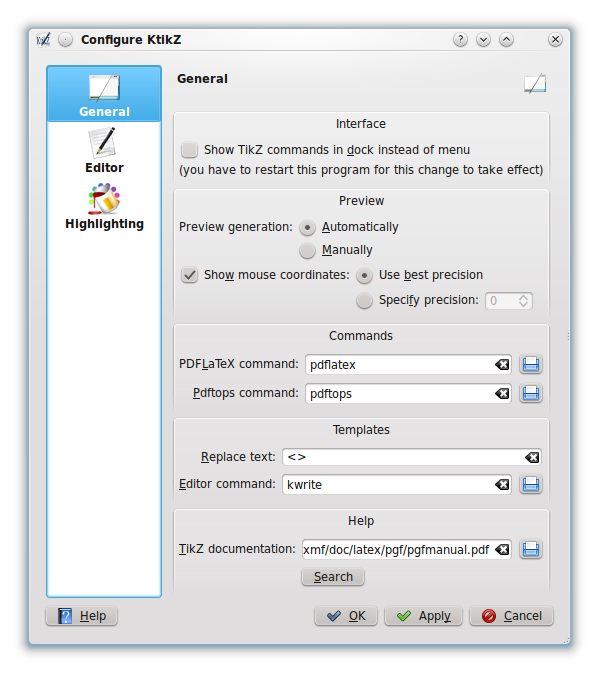 Configure KtikZ
General
Editor
Highlighting
General
Interface
Show TikZ commands in dock instead of menu
(you have to restart this program for this change to take effect)
Preview
Preview generation: Automatically
Manually
Show mouse coordinates: Use best precision
Specify precision: 0
Commands
PDFLaTeX command: pdflatex
Pdftops command: pdftops
Templates
Replace text: <>
Editor command: kwrite
Help
TikZ documentation: xmf/doc/latex/pgf/pgfmanual.pdf
Search
Help OK Apply Cancel